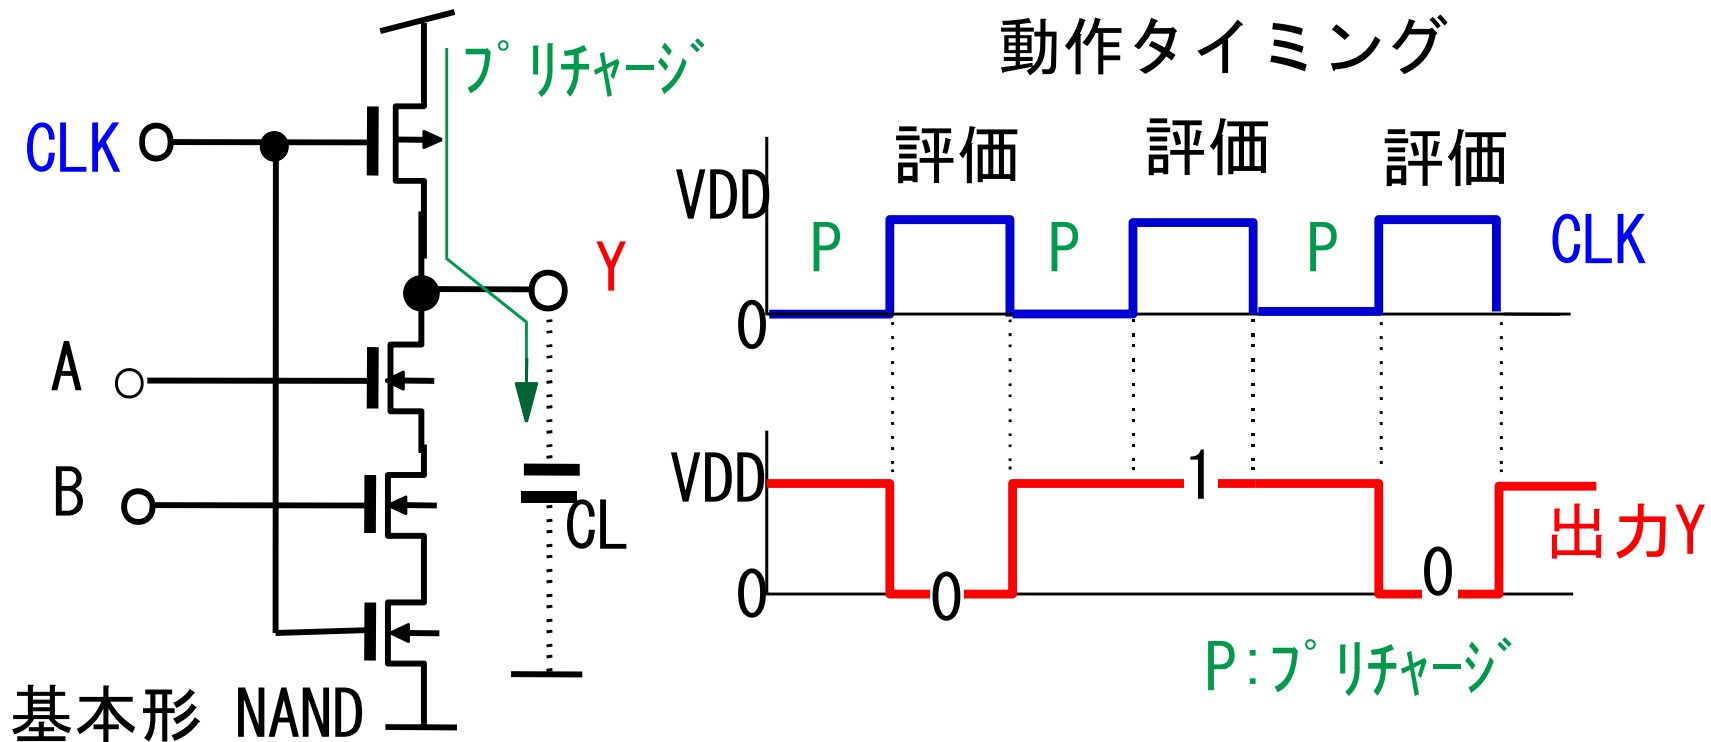 プリチャージ
CLK
Y
A
B
CL
基本形 NAND
動作タイミング
評価 評価 評価
VDD
P P P
CLK
0
VDD
1
出力Y
0
0
0
P:プリチャージ